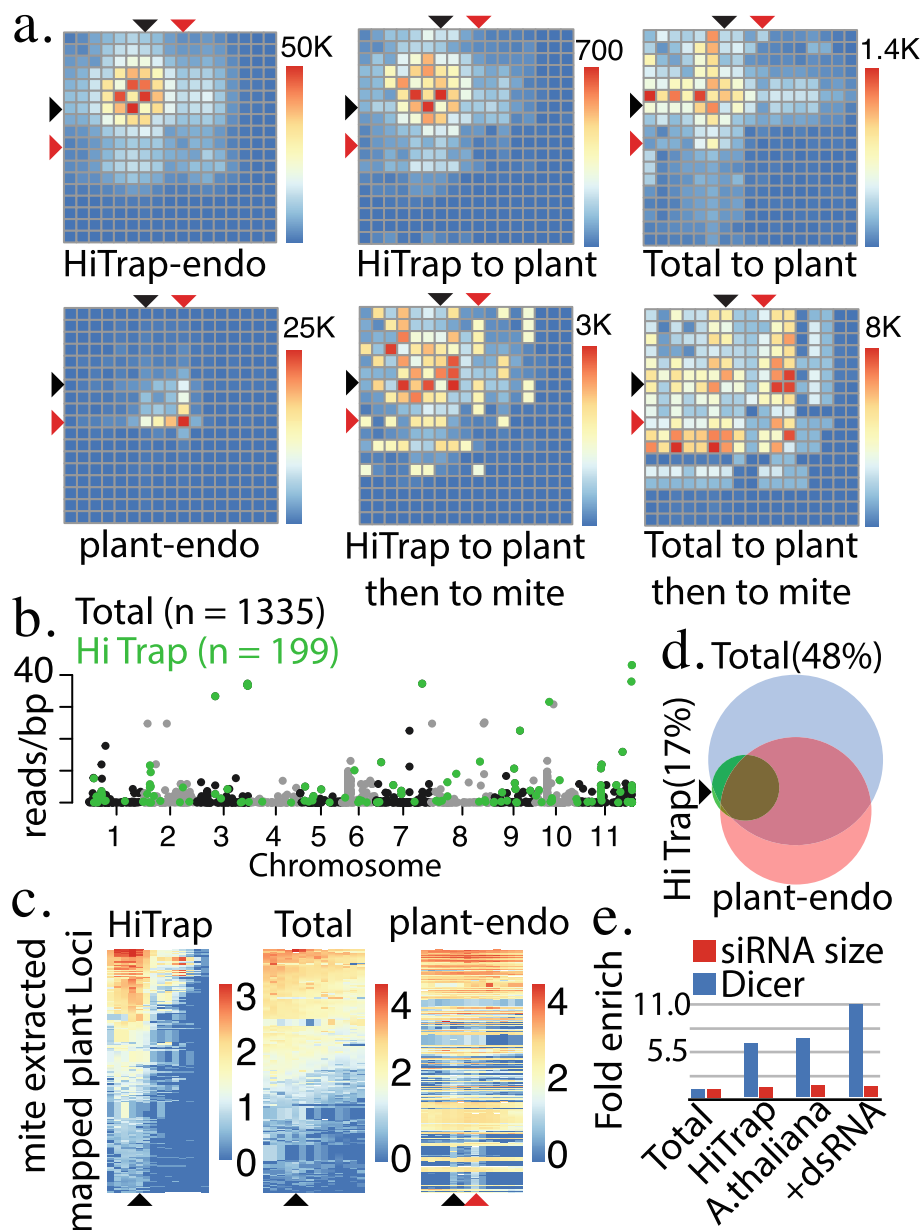 a.
50K
700
1.4K
HiTrap-endo
HiTrap to plant
Total to plant
25K
3K
8K
plant-endo
HiTrap to plant
then to mite
Total to plant
then to mite
b.
Total (n = 1335)
Hi Trap (n = 199)
40
reads/bp
1 2 3 4 5 6 7 8 9 10 11
Chromosome
d.
Total(48%)
Hi Trap(17%)
plant-endo
c.
HiTrap
Total
plant-endo
mite extracted
mapped plant Loci
3
2
1
0
4
2
0
4
2
0
e.
siRNA size
Dicer
Fold enrich
11.0
5.5
Total
HiTrap
A.thaliana
+dsRNA